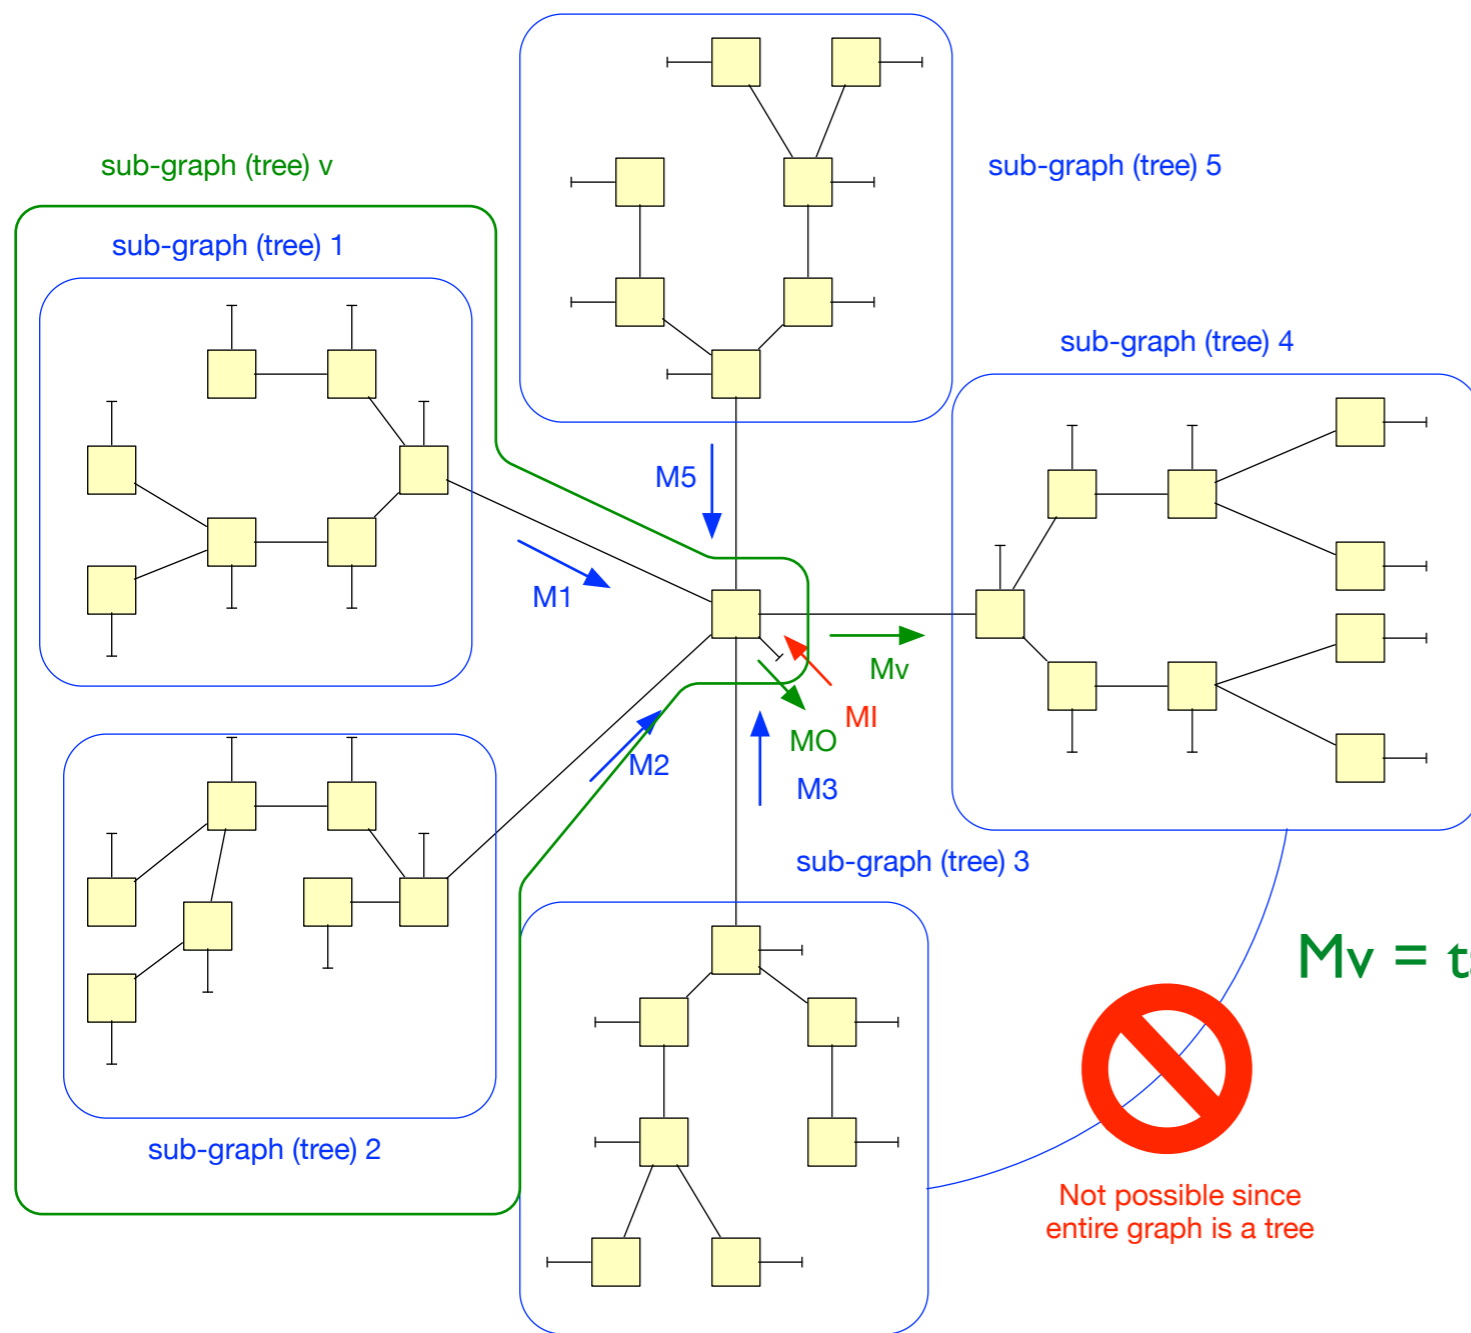 sub-graph (tree) v
sub-graph (tree) 5
sub-graph (tree) 1
sub-graph (tree) 4
M5
M1
Mv
MI
MO
M2
M3
sub-graph (tree) 3
Mv =
sub-graph (tree) 2
Not possible since
entire graph is a tree